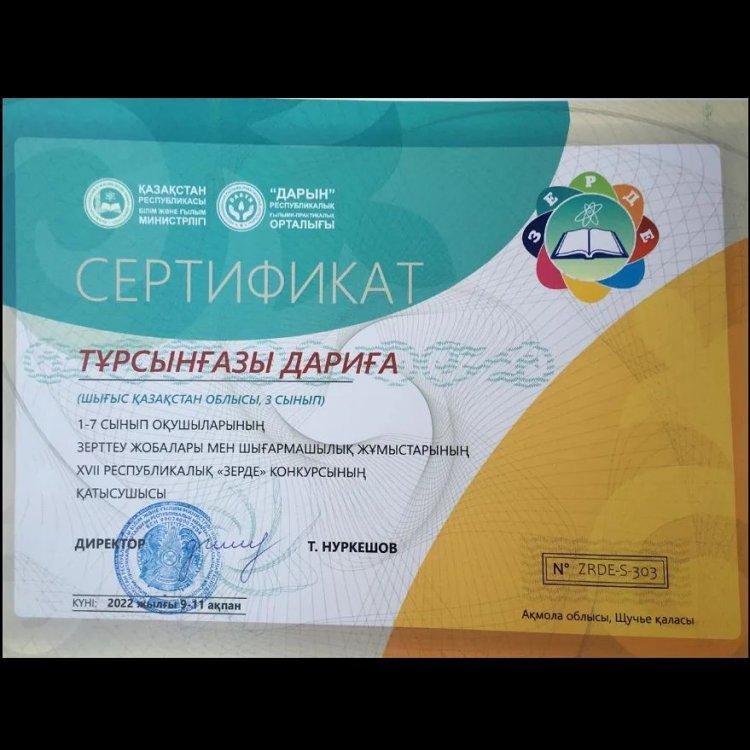 ҚАЗАҚСТАН
РЕСПУБЛИКАСЫ
БІЛІМ ЖӘНЕ ҒЫЛЫМ
МИНИСТРЛІГІ
"ДАРЫН"
РЕСПУБЛИКАЛЫҚ
ҒЫЛЫМИ-ПРАКТИКАЛЫҚ
ОРТАЛЫҒЫ
ЗЕРДЕ
СЕРТИФИКАТ
ТҰРСЫНҒАЗЫ ДАРИҒА
(ШЫҒЫС ҚАЗАҚСТАН ОБЛЫСЫ, 3 СЫНЫП)
1-7 СЫНЫП ОҚУШЫЛАРЫНЫҢ
ЗЕРТТЕУ ЖОБАЛАРЫ МЕН ШЫҒАРМАШЫЛЫҚ ЖҰМЫСТАРЫНЫҢ
XVII РЕСПУБЛИКАЛЫҚ «ЗЕРДЕ» КОНКУРСЫНЫҢ
ҚАТЫСУШЫСЫ
ДИРЕКТОР
Т. НУРКЕШОВ
N° ZRDE-S-303
КҮНІ: 2022 жылғы 9-11 ақпан
Ақмола облысы, Щучье қаласы